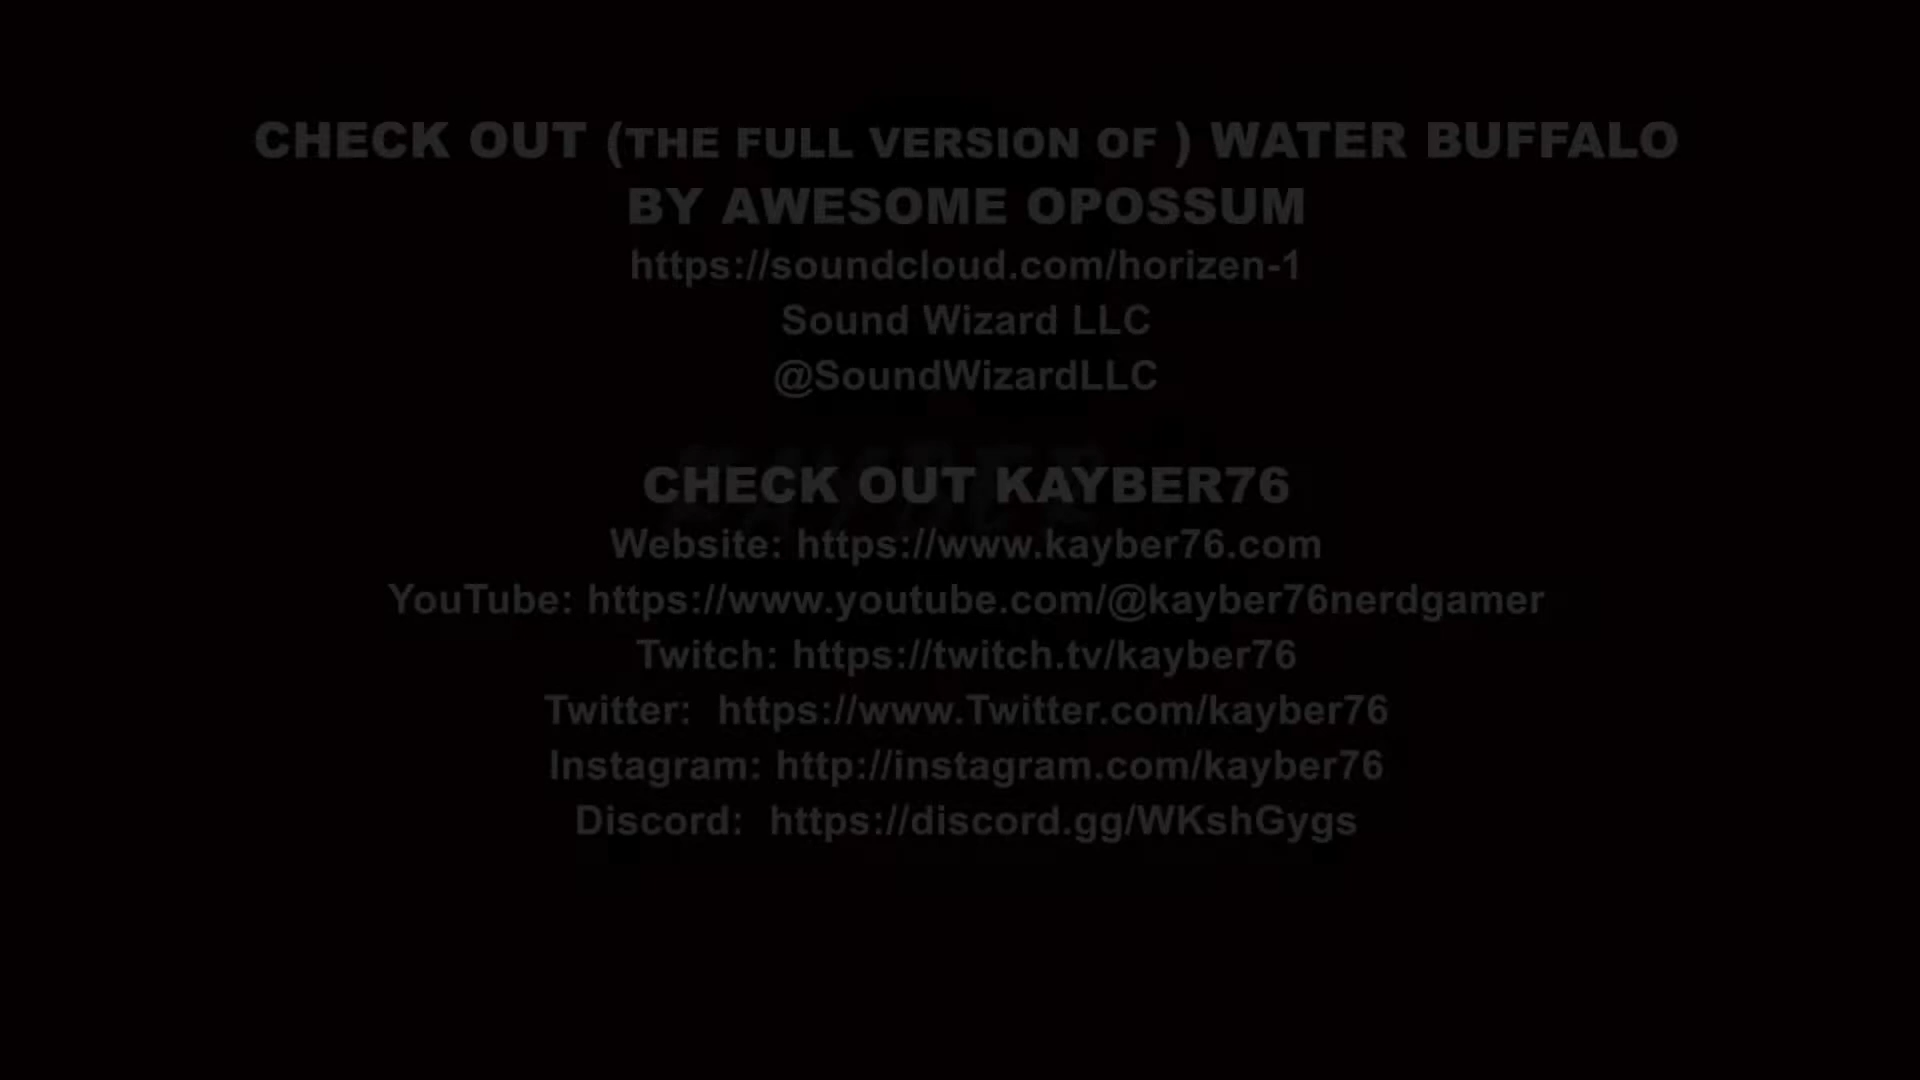 CHECK OUT (THE FULL VERSION OF ) WATER BUFFALO
BY AWESOME OPOSSUM
https://soundcloud.com/horizen-1
Sound Wizard LLC
@SoundWizardLLC
CHECK OUT KAYBER76
Website: https://www.kayber76.com
YouTube: https://www.youtube.com/@kayber76nerdgamer
Twitch: https://twitch.tv/kayber76
Twitter:  https://www.Twitter.com/kayber76
Instagram: http://instagram.com/kayber76
Discord:  https://discord.gg/WKshGygs